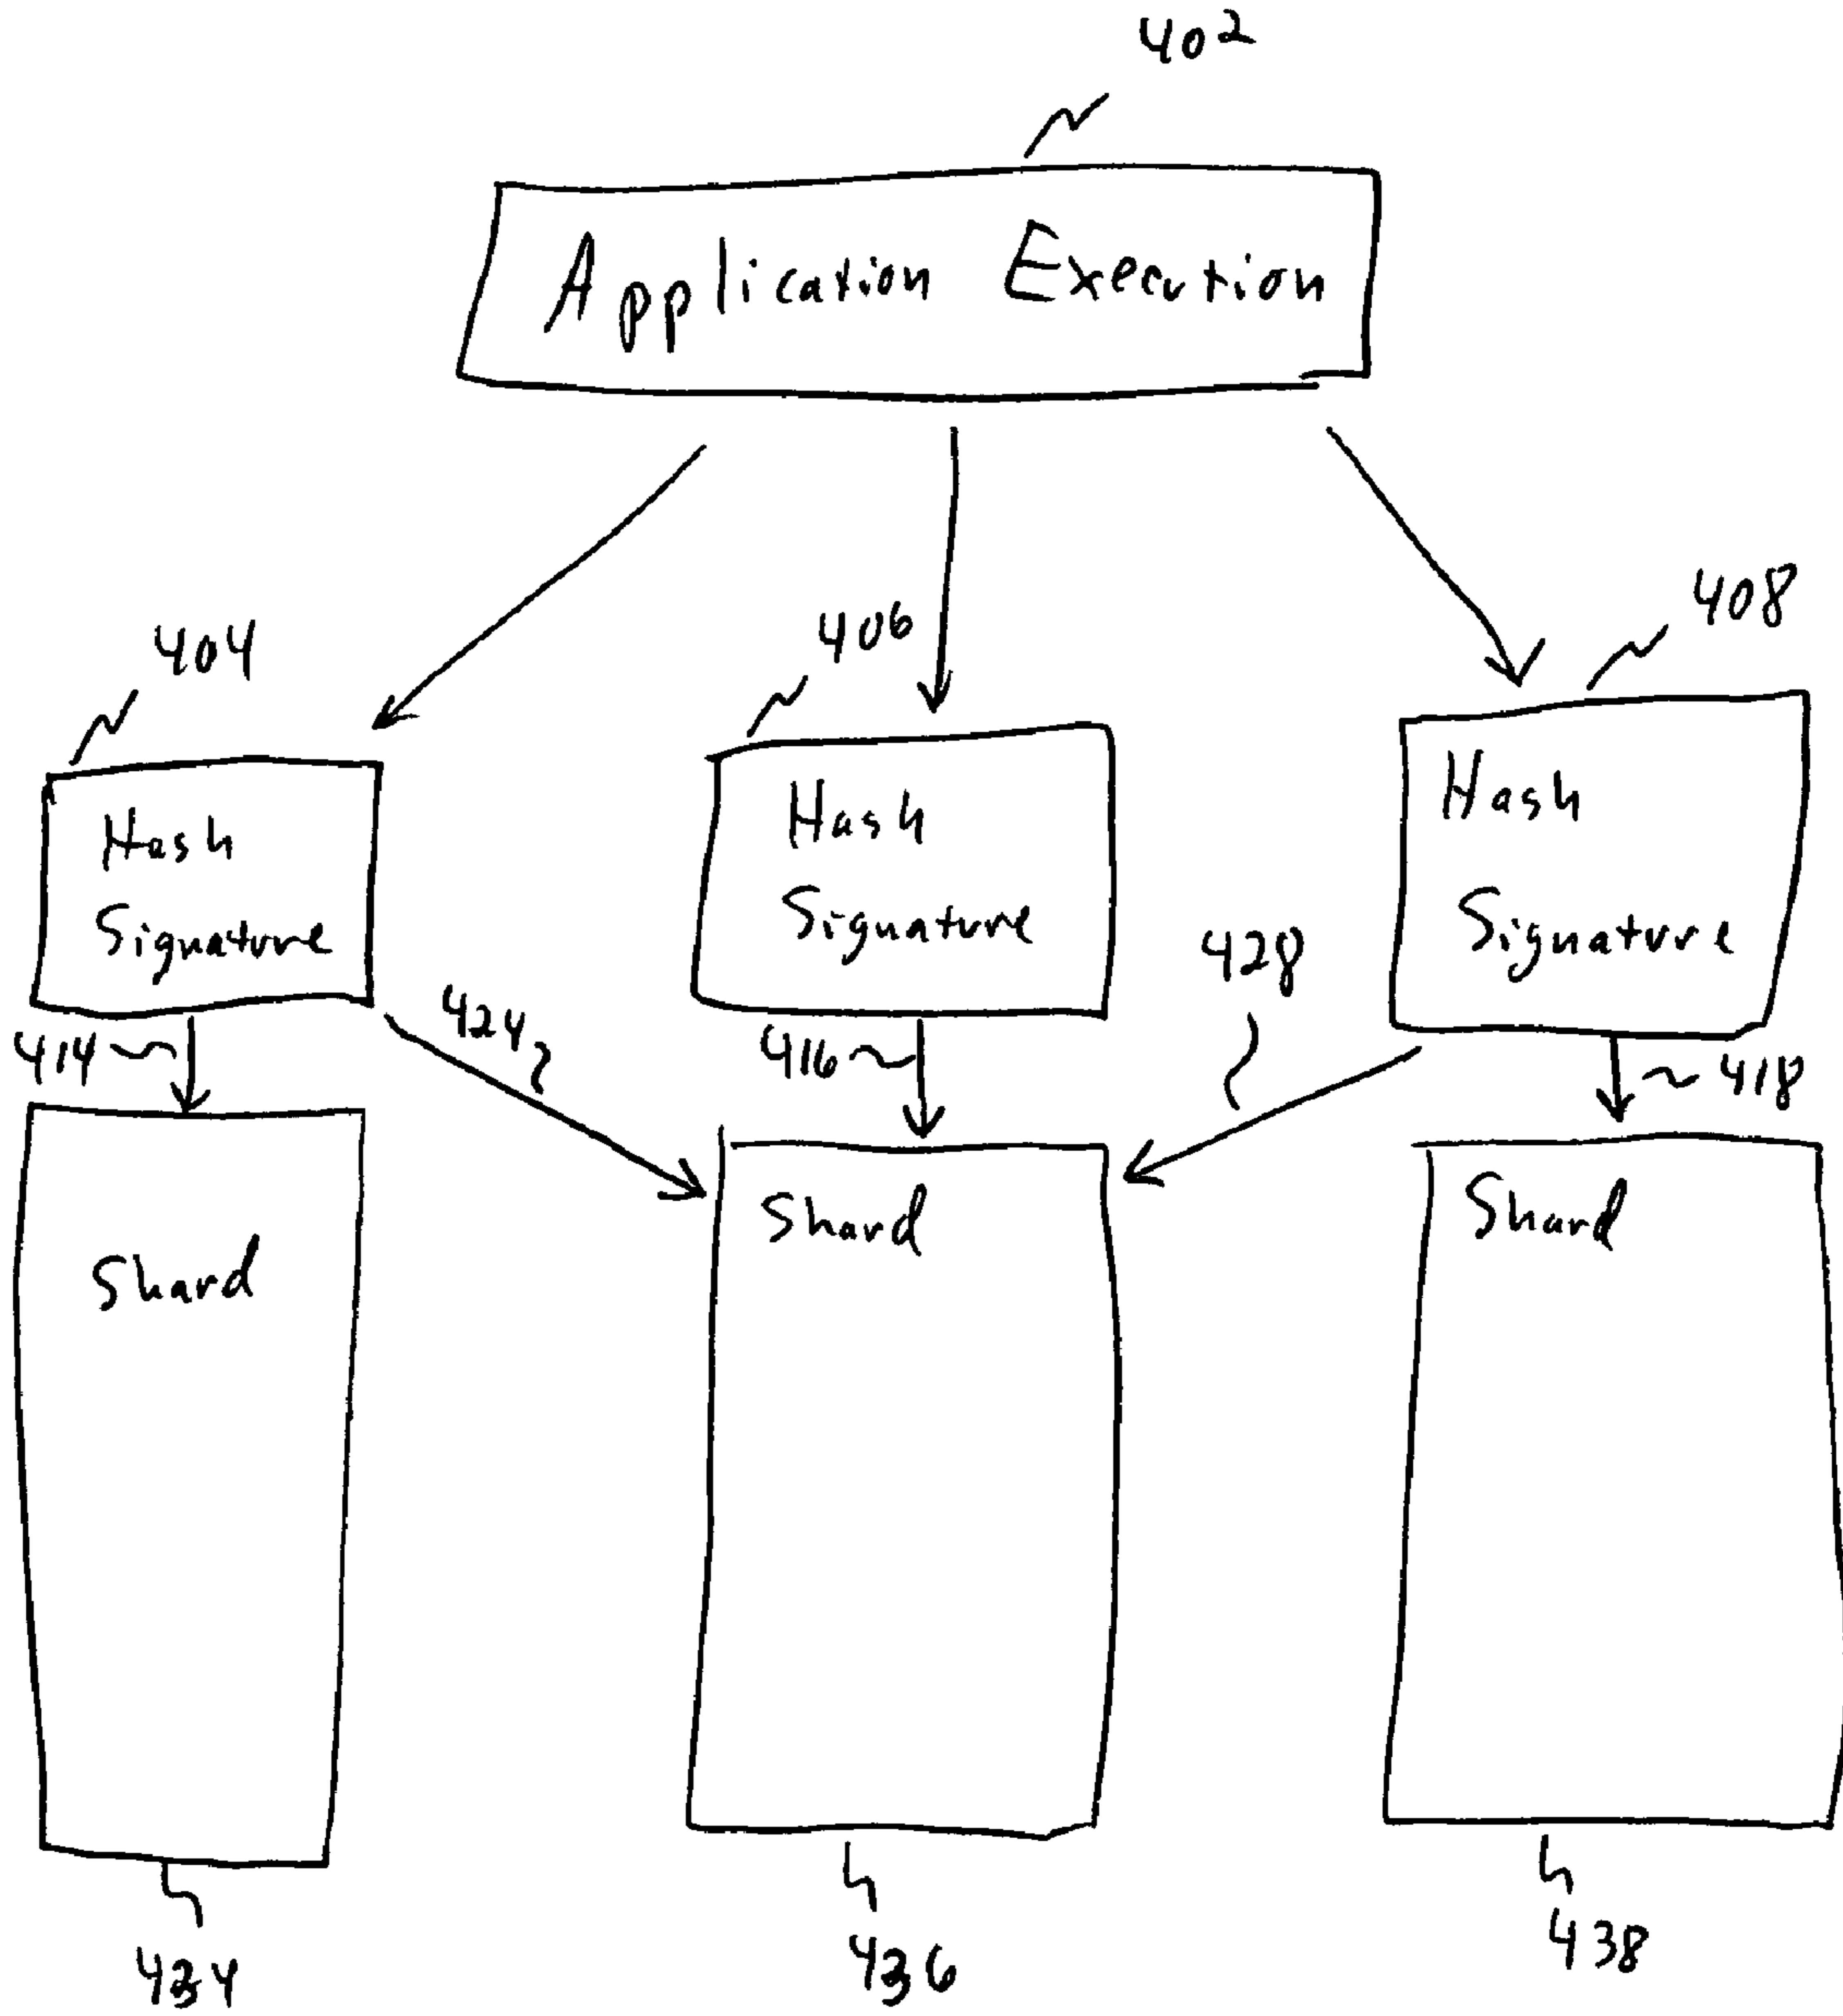 402
Application Execution
404
406
408
Hash
Signature
Hash
Signature
Hash
Signature
414
424
416
428
418
Shard
Shard
Shard
434
436
438